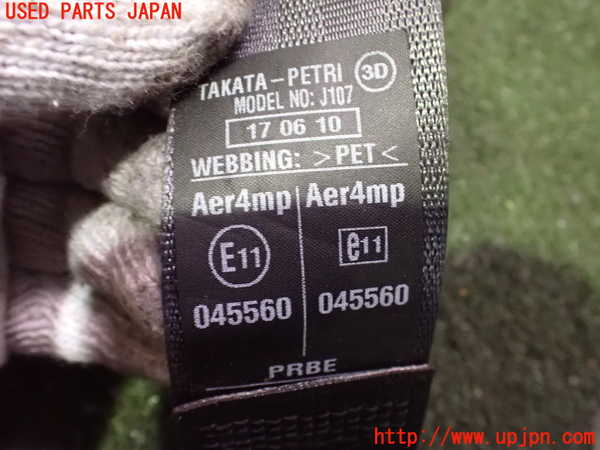 USED PARTS JAPAN
TAKATA-PETRI 3D
MODEL NO: J107
17 06 10
WEBBING: >PET<
Aer4mp Aer4mp
E11 e11
045560 045560
PRBE
http://www.upjpn.com/